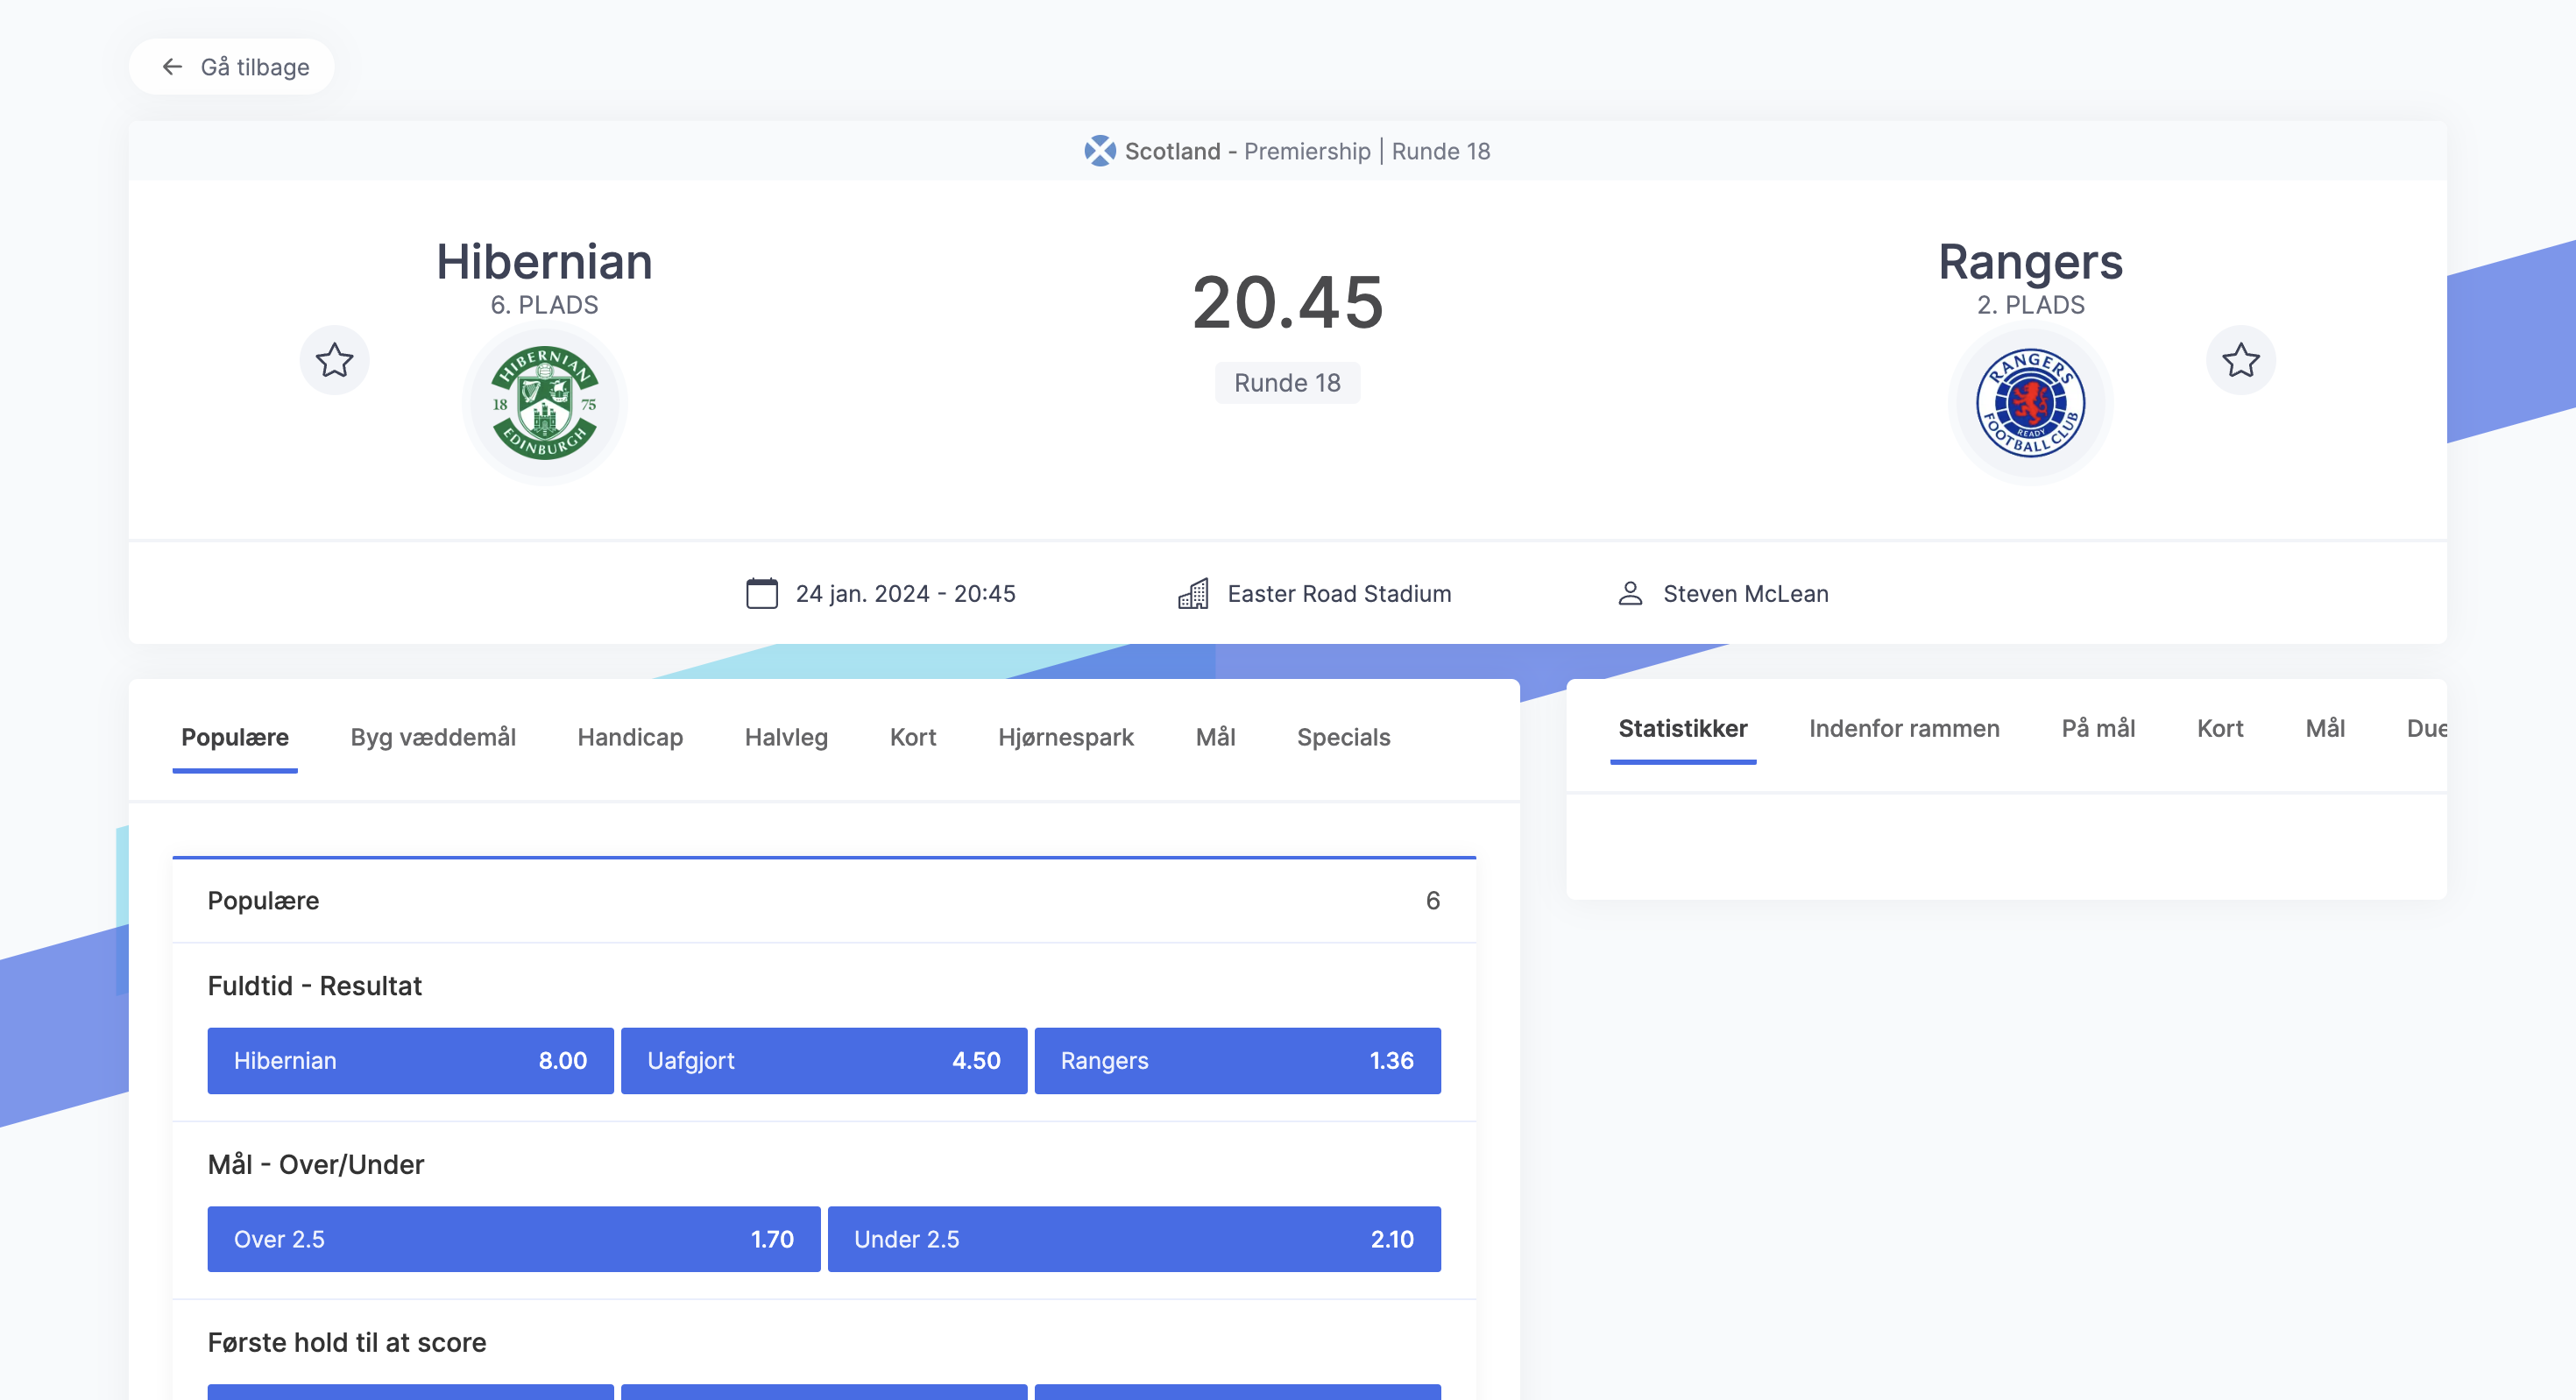 Gå tilbage
Scotland - Premiership | Runde 18
Hibernian
6. PLADS
HIBERNIAN
18 75
EDINBURGH
20.45
Runde 18
Rangers
2. PLADS
RANGERS
READY
FOOTBALL CLUB
24 jan. 2024 - 20:45
Easter Road Stadium
Steven McLean
Populære Byg væddemål Handicap Halvleg Kort Hjørnespark Mål Specials
Populære 6
Fuldtid - Resultat
Hibernian 8.00 Uafgjort 4.50 Rangers 1.36
Mål - Over/Under
Over 2.5 1.70 Under 2.5 2.10
Første hold til at score
Statistikker Indenfor rammen På mål Kort Mål Due